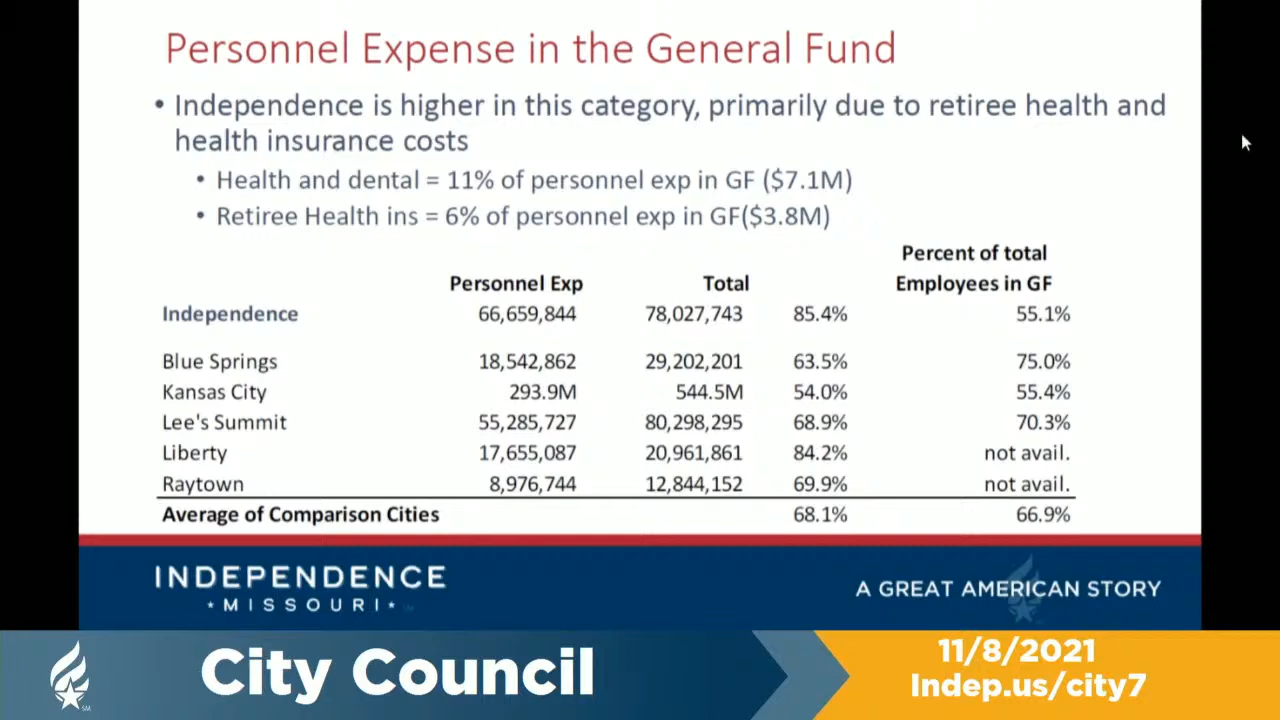 Personnel Expense in the General Fund
• Independence is higher in this category, primarily due to retiree health and
health insurance costs
• Health and dental = 11% of personnel exp in GF ($7.1M)
• Retiree Health ins = 6% of personnel exp in GF($3.8M)
Percent of total
Personnel Exp Total Employees in GF
Independence 66,659,844 78,027,743 85.4% 55.1%
Blue Springs 18,542,862 29,202,201 63.5% 75.0%
Kansas City 293.9M 544.5M 54.0% 55.4%
Lee's Summit 55,285,727 80,298,295 68.9% 70.3%
Liberty 17,655,087 20,961,861 84.2% not avail.
Raytown 8,976,744 12,844,152 69.9% not avail.
Average of Comparison Cities 68.1% 66.9%
INDEPENDENCE
★ MISSOURI ★
A GREAT AMERICAN STORY
City Council
11/8/2021
Indep.us/city7
SM